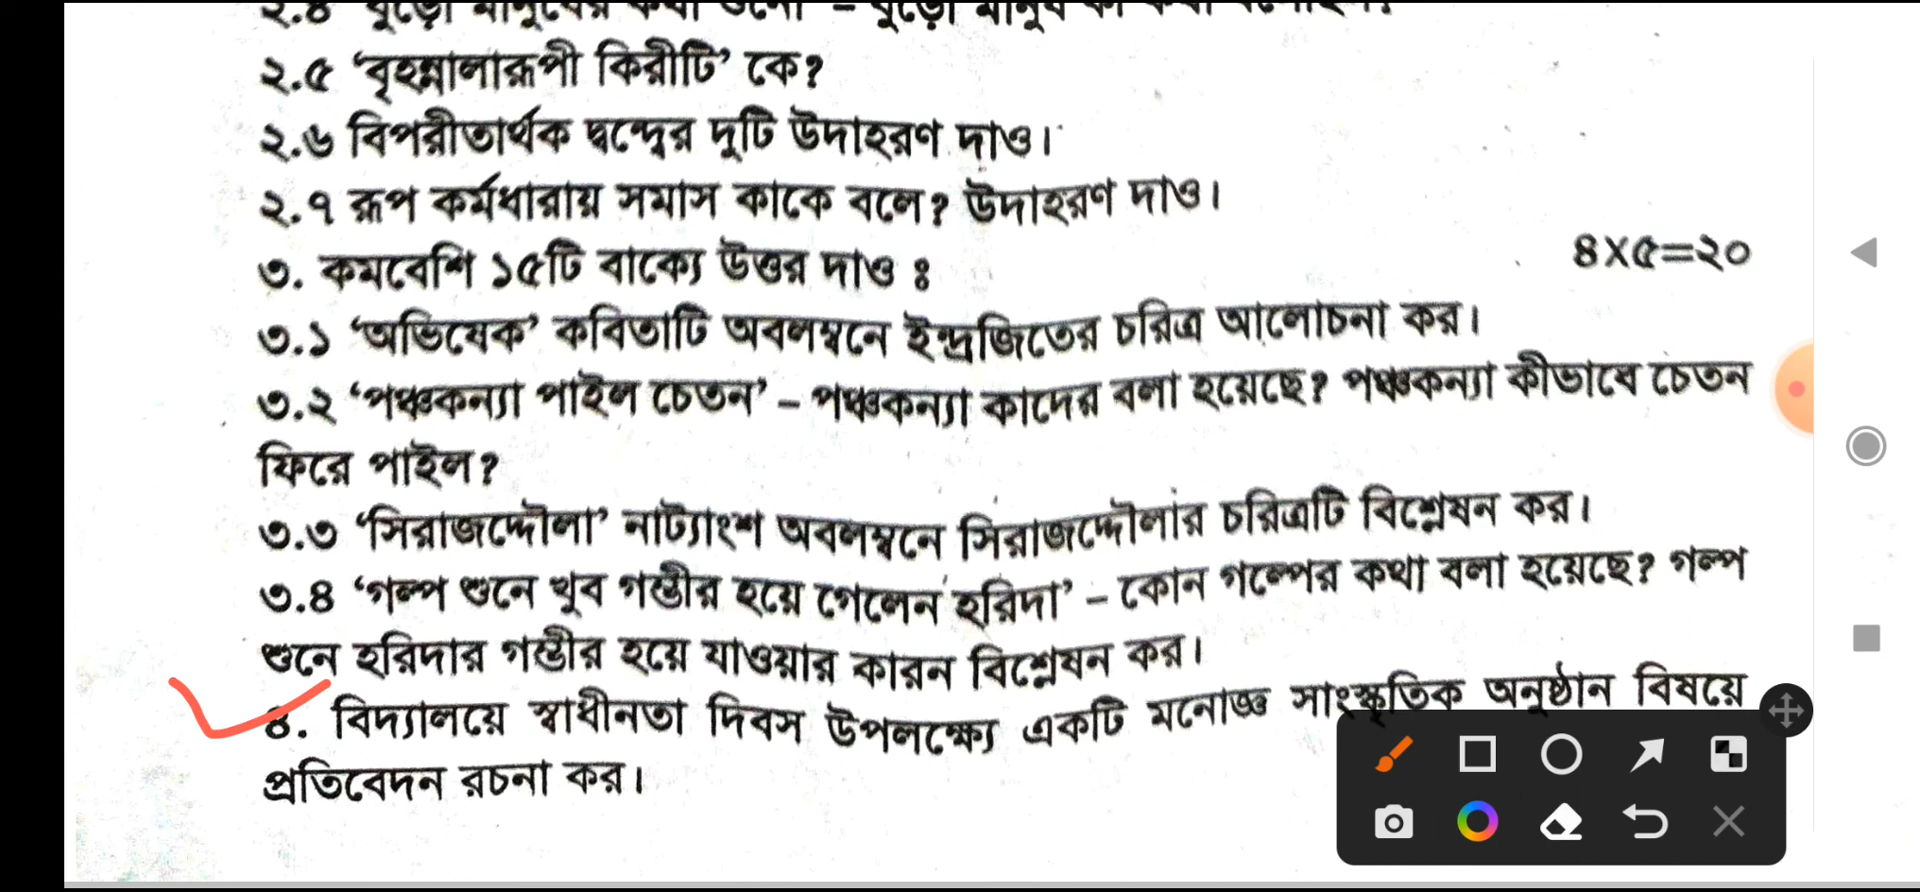 ২.৫ ‘বৃহন্নালারূপী কিরীটি’ কে?
২.৬ বিপরীতার্থক দ্বন্দ্বের দুটি উদাহরণ দাও।
২.৭ রূপ কর্মধারায় সমাস কাকে বলে? উদাহরণ দাও।
৩. কমবেশি ১৫টি বাক্যে উত্তর দাও ঃ ৪X৫=২০
৩.১ ‘অভিষেক’ কবিতাটি অবলম্বনে ইন্দ্রজিতের চরিত্র আলোচনা কর।
৩.২ ‘পঞ্চকন্যা পাইল চেতন’ – পঞ্চকন্যা কাদের বলা হয়েছে? পঞ্চকন্যা কীভাবে চেতন
ফিরে পাইল?
৩.৩ ‘সিরাজদ্দৌলা’ নাট্যাংশ অবলম্বনে সিরাজদ্দৌলার চরিত্রটি বিশ্লেষন কর।
৩.৪ ‘গল্প শুনে খুব গম্ভীর হয়ে গেলেন হরিদা’ – কোন গল্পের কথা বলা হয়েছে? গল্প
শুনে হরিদার গম্ভীর হয়ে যাওয়ার কারন বিশ্লেষন কর।
৪. বিদ্যালয়ে স্বাধীনতা দিবস উপলক্ষ্যে একটি মনোজ্ঞ সাংস্কৃতিক অনুষ্ঠান বিষয়ে
প্রতিবেদন রচনা কর।